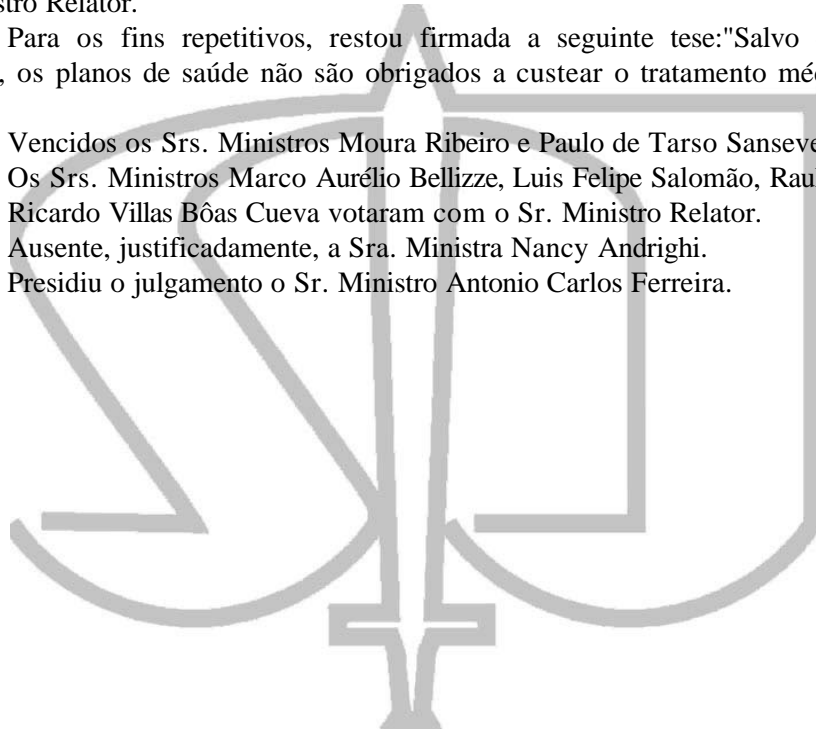 stro Relator.
Para os fins repetitivos, restou firmada a seguinte tese:"Salvo
, os planos de saúde não são obrigados a custear o tratamento
Vencidos os Srs. Ministros Moura Ribeiro e Paulo de Tarso
Os Srs. Ministros Marco Aurélio Bellizze, Luis Felipe Salomão, Raul
Ricardo Villas Bôas Cueva votaram com o Sr. Ministro Relator.
Ausente, justificadamente, a Sra. Ministra Nancy Andrighi.
Presidiu o julgamento o Sr. Ministro Antonio Carlos Ferreira.